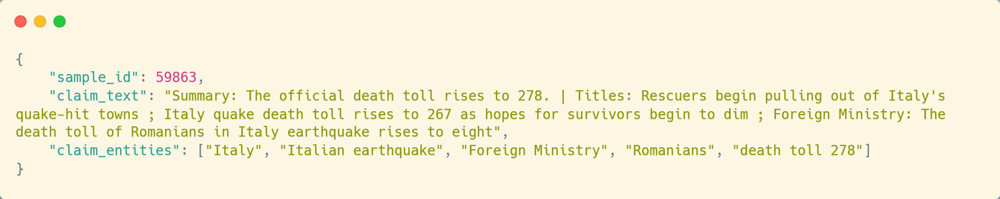 {
    "sample_id": 59863,
    "claim_text": "Summary: The official death toll rises to 278. | Titles: Rescuers begin pulling out of Italy's
quake-hit towns ; Italy quake death toll rises to 267 as hopes for survivors begin to dim ; Foreign Ministry: The
death toll of Romanians in Italy earthquake rises to eight",
    "claim_entities": ["Italy", "Italian earthquake", "Foreign Ministry", "Romanians", "death toll 278"]
}